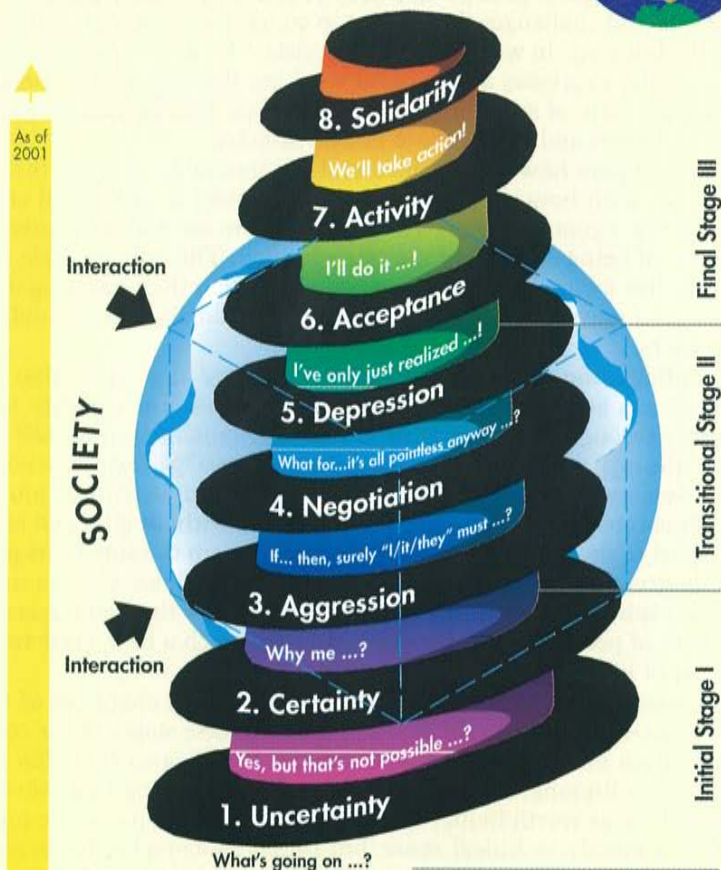 As of
2001
8. Solidarity
We'll take action!
7. Activity
I'll do it ...!
6. Acceptance
I've only just realized ...!
5. Depression
What for...it's all pointless anyway ...?
4. Negotiation
If... then, surely "I/it/they" must ...?
3. Aggression
Why me ...?
2. Certainty
Yes, but that's not possible ...?
1. Uncertainty
What's going on ...?
Interaction
SOCIETY
Interaction
Final Stage III
Transitional Stage II
Initial Stage I